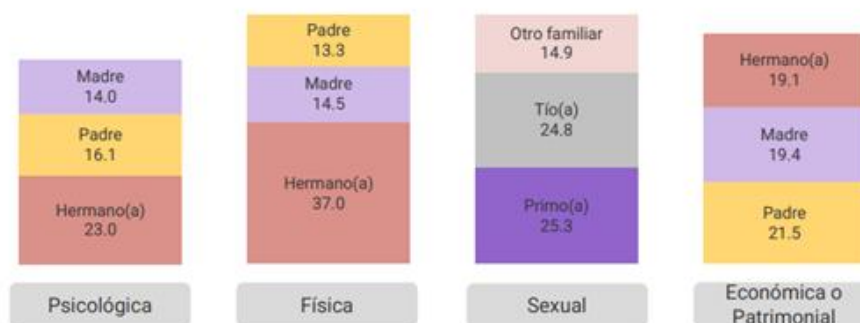 Madre
14.0
Padre
16.1
Hermano(a)
23.0
Psicológica
Padre
13.3
Madre
14.5
Hermano(a)
37.0
Física
Otro familiar
14.9
Tío(a)
24.8
Primo(a)
25.3
Sexual
Hermano(a)
19.1
Madre
19.4
Padre
21.5
Económica o
Patrimonial